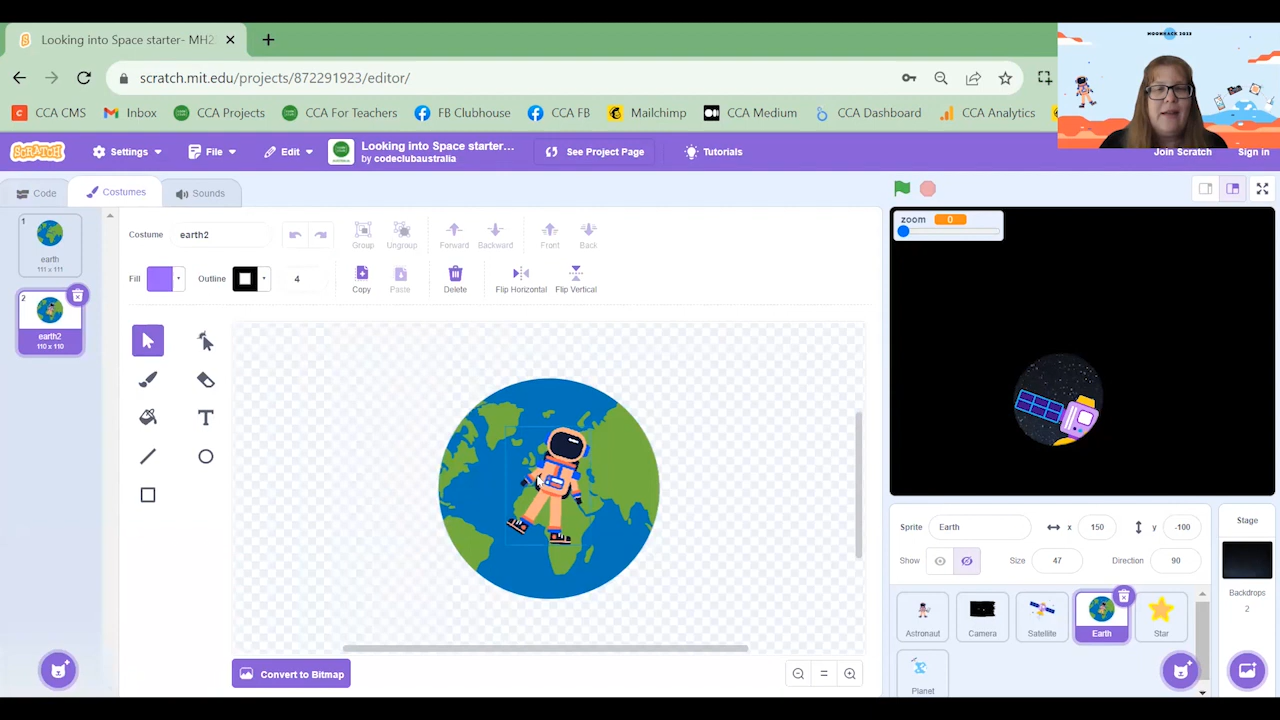 Looking into Space starter- MH2
scratch.mit.edu/projects/872291923/editor/
MOONHACK 2023
CCA CMS Inbox CCA Projects CCA For Teachers FB Clubhouse CCA FB Mailchimp CCA Medium CCA Dashboard CCA Analytics
SCRATCH Settings File Edit Looking into Space starter... See Project Page Tutorials Join Scratch Sign in
by codeclubaustralia
Code Costumes Sounds
1
earth
111 x 111
2
earth2
110 x 110
Costume earth2 Group Ungroup Forward Backward Front Back
Fill Outline 4 Copy Paste Delete Flip Horizontal Flip Vertical
T
Convert to Bitmap
zoom 0
Sprite Earth x 150 y -100
Show Size 47 Direction 90
Astronaut Camera Satellite Earth Star
Planet
Stage
Backdrops
2